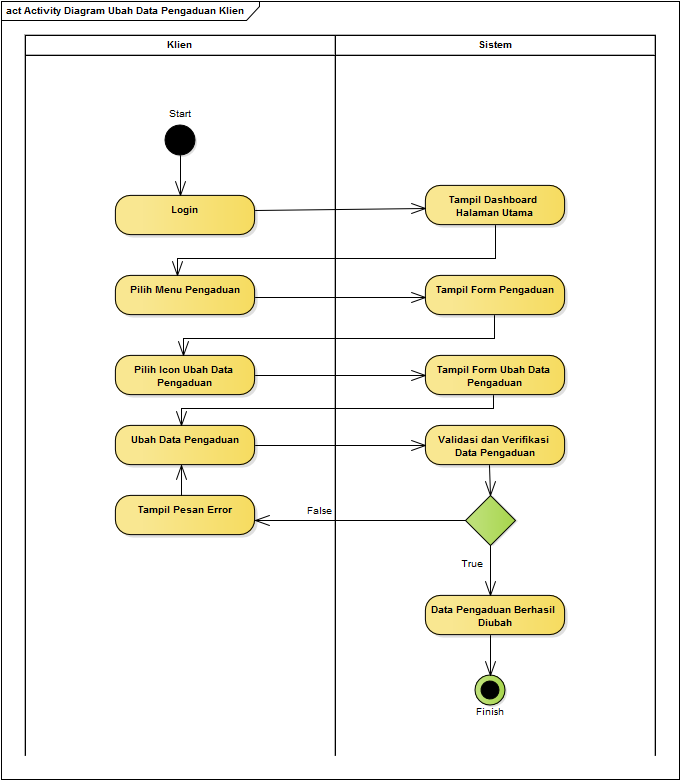 act Activity Diagram Ubah Data Pengaduan Klien
Klien
Sistem
Start
Login
Tampil Dashboard
Halaman Utama
Pilih Menu Pengaduan
Tampil Form Pengaduan
Pilih Icon Ubah Data
Pengaduan
Tampil Form Ubah Data
Pengaduan
Ubah Data Pengaduan
Validasi dan Verifikasi
Data Pengaduan
Tampil Pesan Error
False
True
Data Pengaduan Berhasil
Diubah
Finish